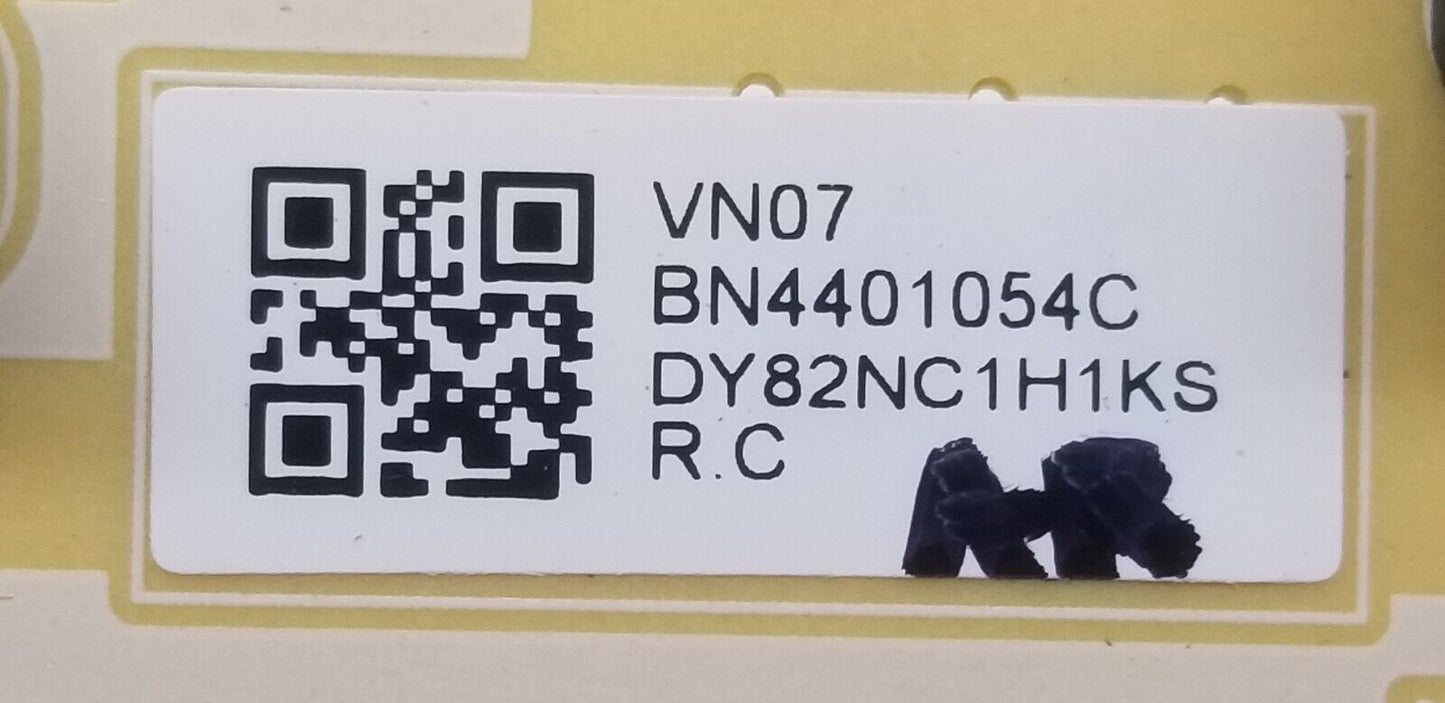 VN07
BN4401054C
DY82NC1H1KS
R.C